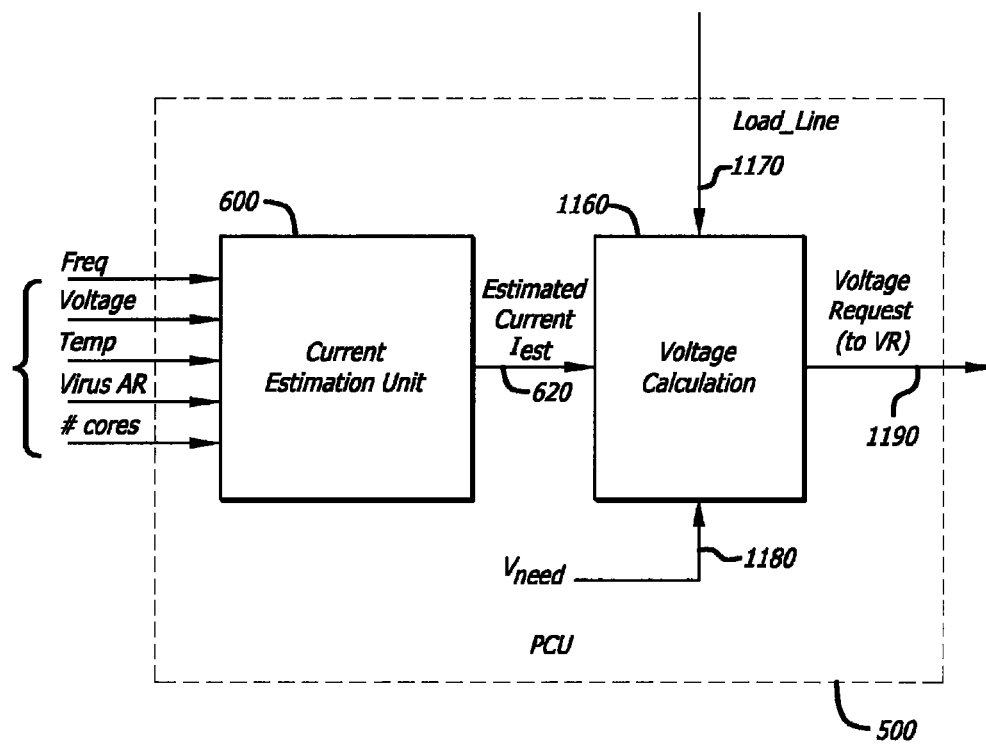 Load_Line
1170
600
1160
Freq
Voltage
Temp
Virus AR
# cores
Current
Estimation Unit
Estimated
Current
Iest
620
Voltage
Calculation
Voltage
Request
(to VR)
1190
Vneed
1180
PCU
500